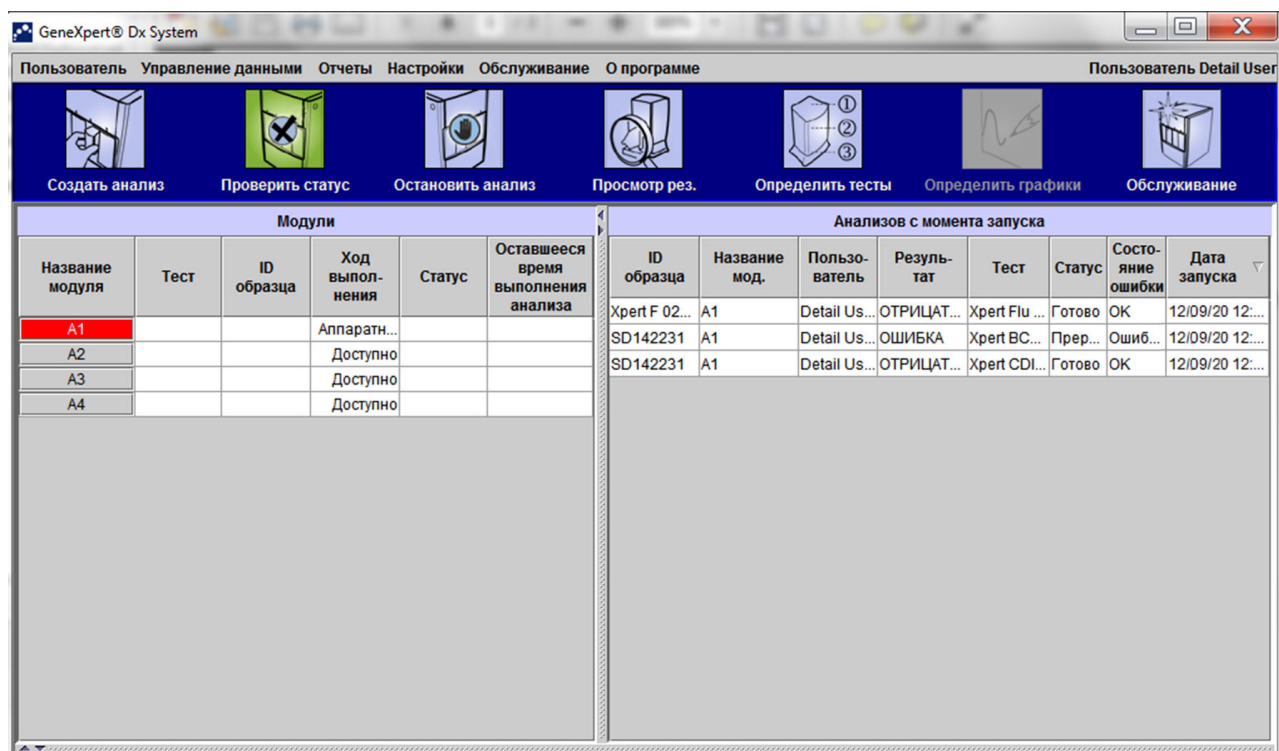 GeneXpert® Dx System
Пользователь Управление данными Отчеты Настройки Обслуживание О программе Пользователь Detail User
①
②
③
Создать анализ Проверить статус Остановить анализ Просмотр рез. Определить тесты Определить графики Обслуживание
Модули Анализов с момента запуска
Название модуля Тест ID образца Ход выпол-нения Статус Оставшееся время выполнения анализа ID образца Название мод. Пользо-ватель Резуль-тат Тест Статус Состо-яние ошибки Дата запуска
A1 Аппаратн... Xpert F 02... A1 Detail Us... ОТРИЦАТ... Xpert Flu ... Готово OK 12/09/20 12:...
A2 Доступно SD142231 A1 Detail Us... ОШИБКА Xpert BC... Прер... Ошиб... 12/09/20 12:...
A3 Доступно SD142231 A1 Detail Us... ОТРИЦАТ... Xpert CDI... Готово OK 12/09/20 12:...
A4 Доступно